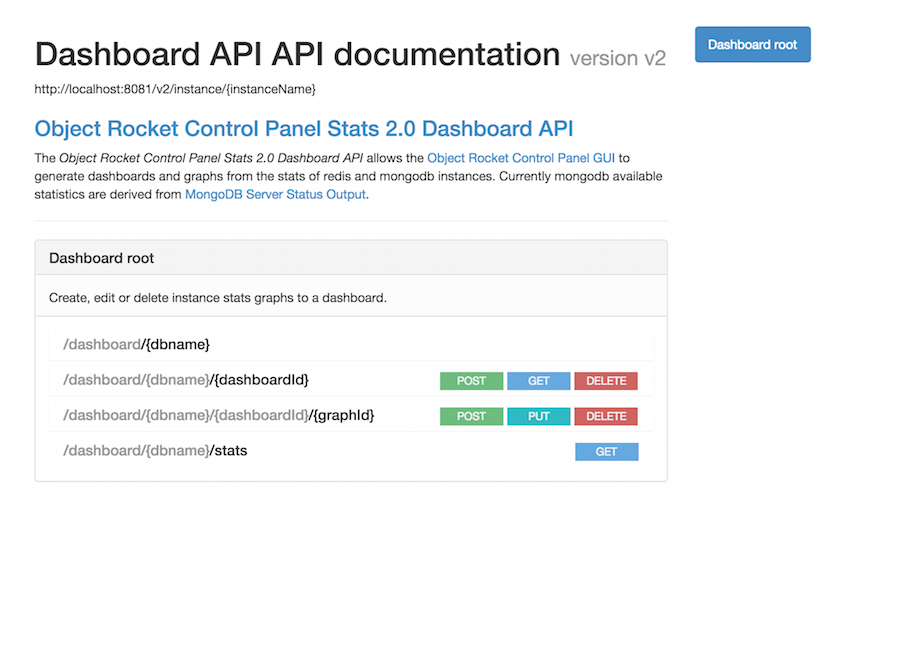 Dashboard API API documentation version v2
Dashboard root
http://localhost:8081/v2/instance/{instanceName}
Object Rocket Control Panel Stats 2.0 Dashboard API
The Object Rocket Control Panel Stats 2.0 Dashboard API allows the Object Rocket Control Panel GUI to
generate dashboards and graphs from the stats of redis and mongodb instances. Currently mongodb available
statistics are derived from MongoDB Server Status Output.
Dashboard root
Create, edit or delete instance stats graphs to a dashboard.
/dashboard/{dbname}
/dashboard/{dbname}/{dashboardId} POST GET DELETE
/dashboard/{dbname}/{dashboardId}/{graphId} POST PUT DELETE
/dashboard/{dbname}/stats GET